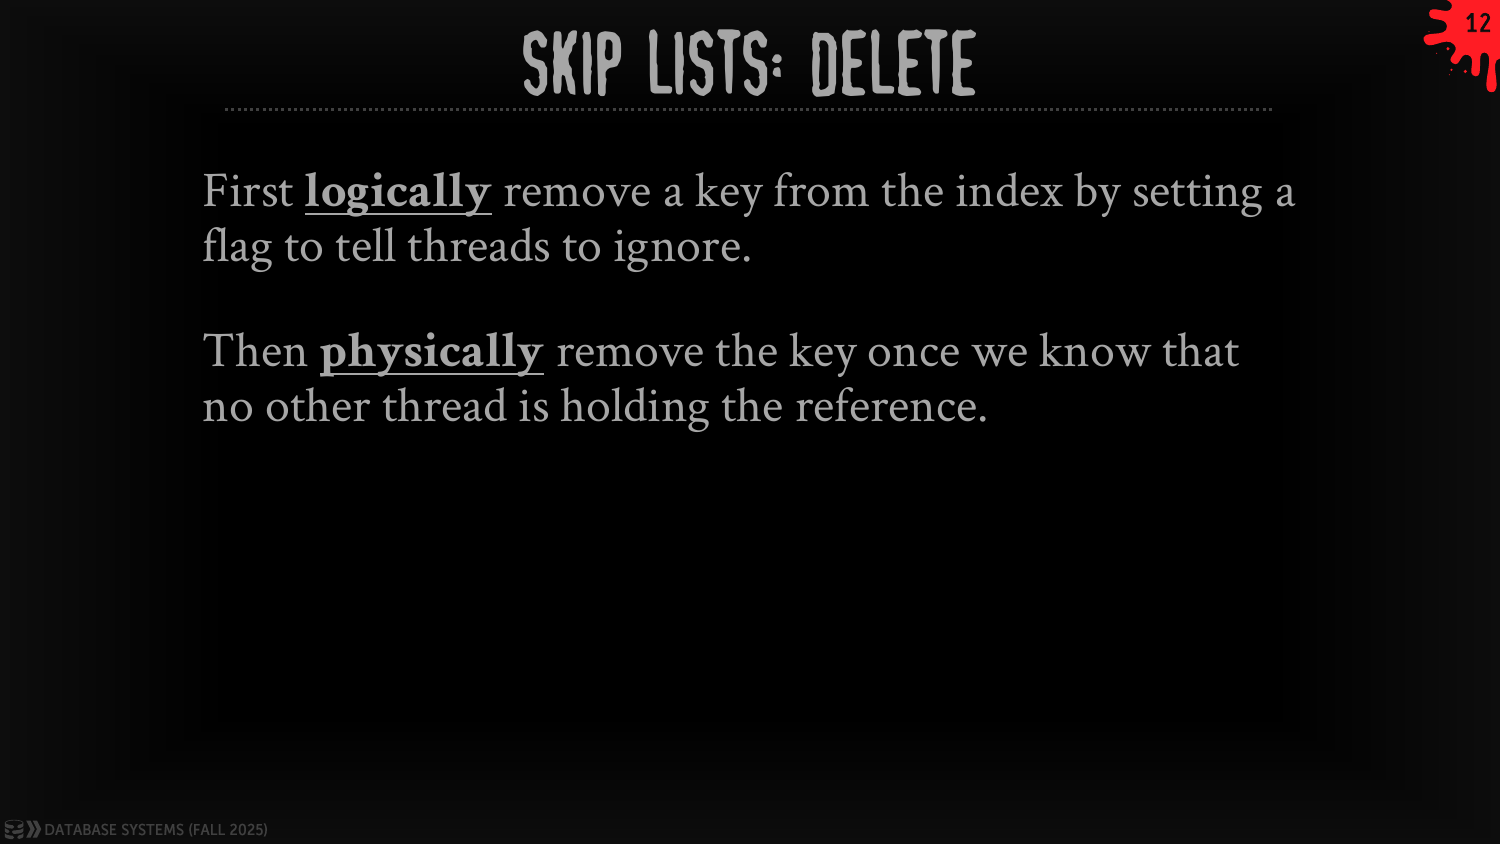 12
SKIP LISTS: DELETE
First logically remove a key from the index by setting a
flag to tell threads to ignore.
Then physically remove the key once we know that
no other thread is holding the reference.
DATABASE SYSTEMS (FALL 2025)